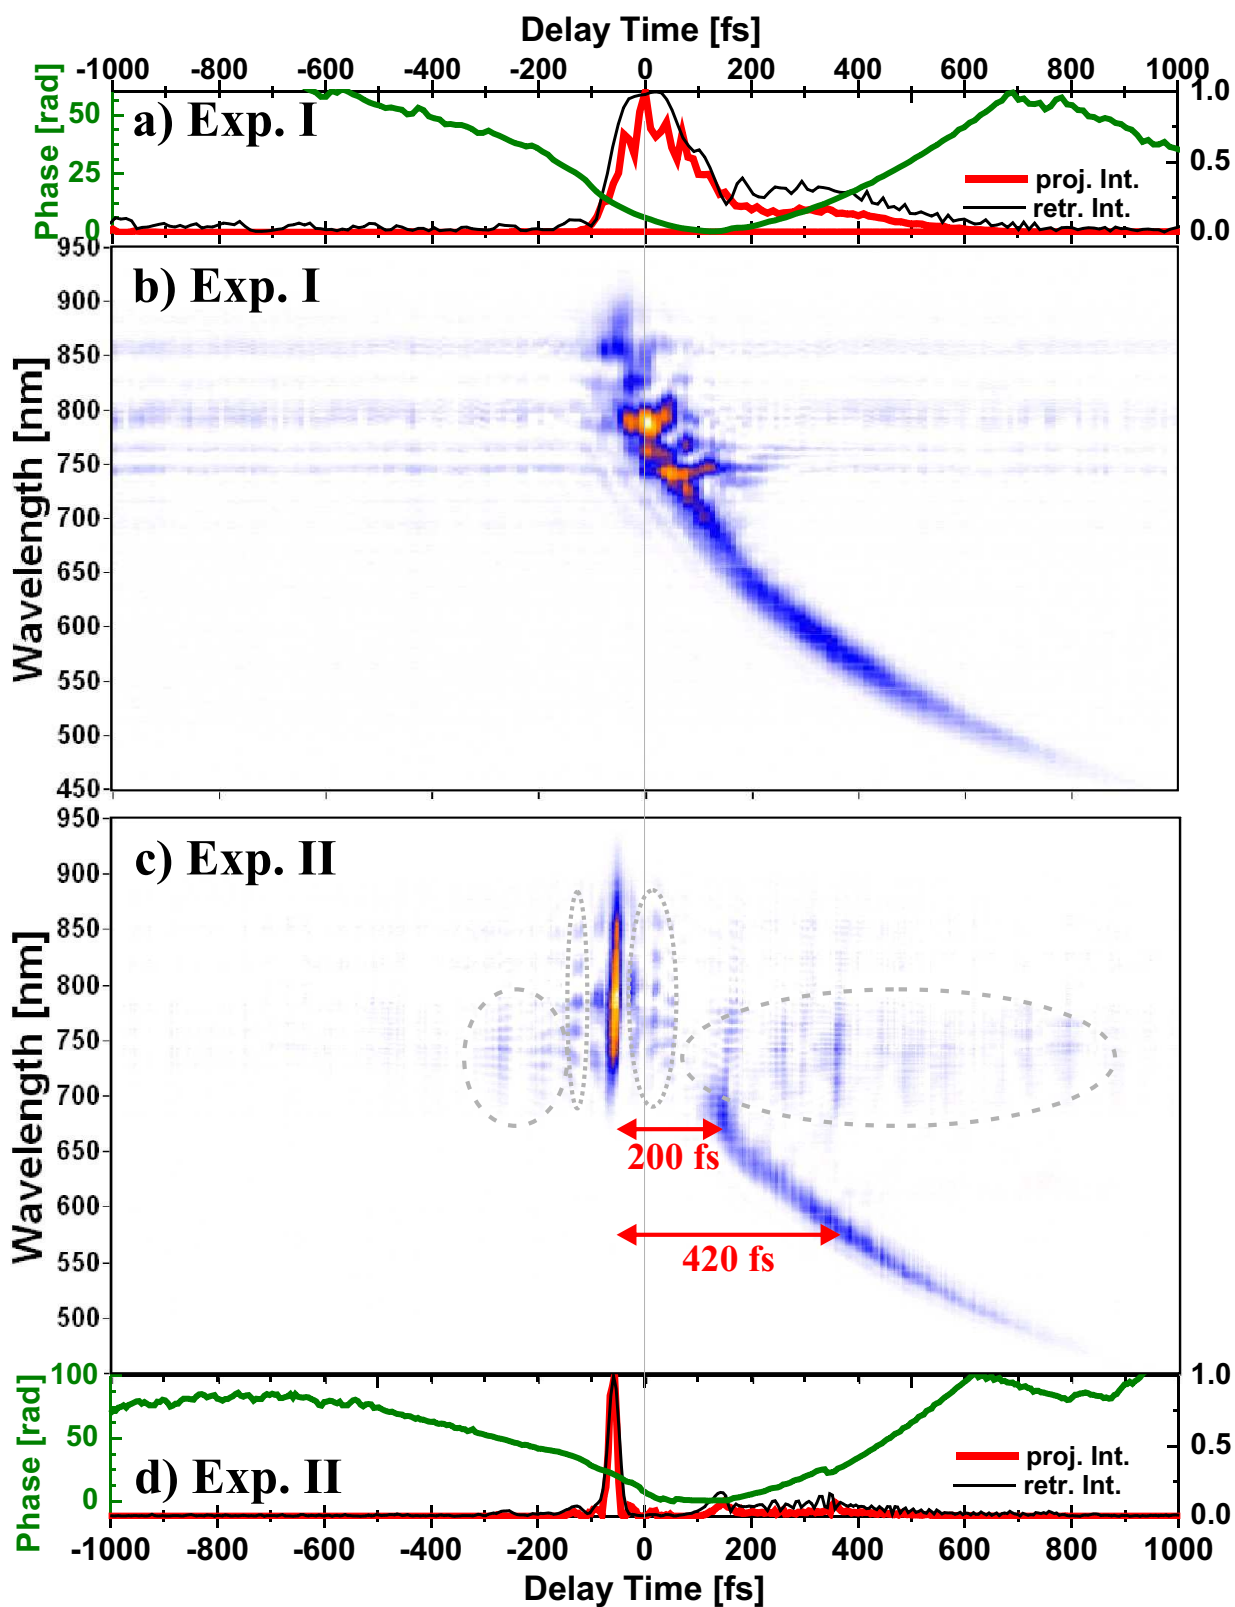 Delay Time [fs]
-1000 -800 -600 -400 -200 0 200 400 600 800 1000
Phase [rad]
50
25
0
a) Exp. I
1.0
0.5
0.0
proj. Int.
retr. Int.
Wavelength [nm]
950
900
850
800
750
700
650
600
550
500
450
b) Exp. I
Wavelength [nm]
950
900
850
800
750
700
650
600
550
500
c) Exp. II
200 fs
420 fs
Phase [rad]
100
50
0
d) Exp. II
1.0
0.5
0.0
proj. Int.
retr. Int.
-1000 -800 -600 -400 -200 0 200 400 600 800 1000
Delay Time [fs]